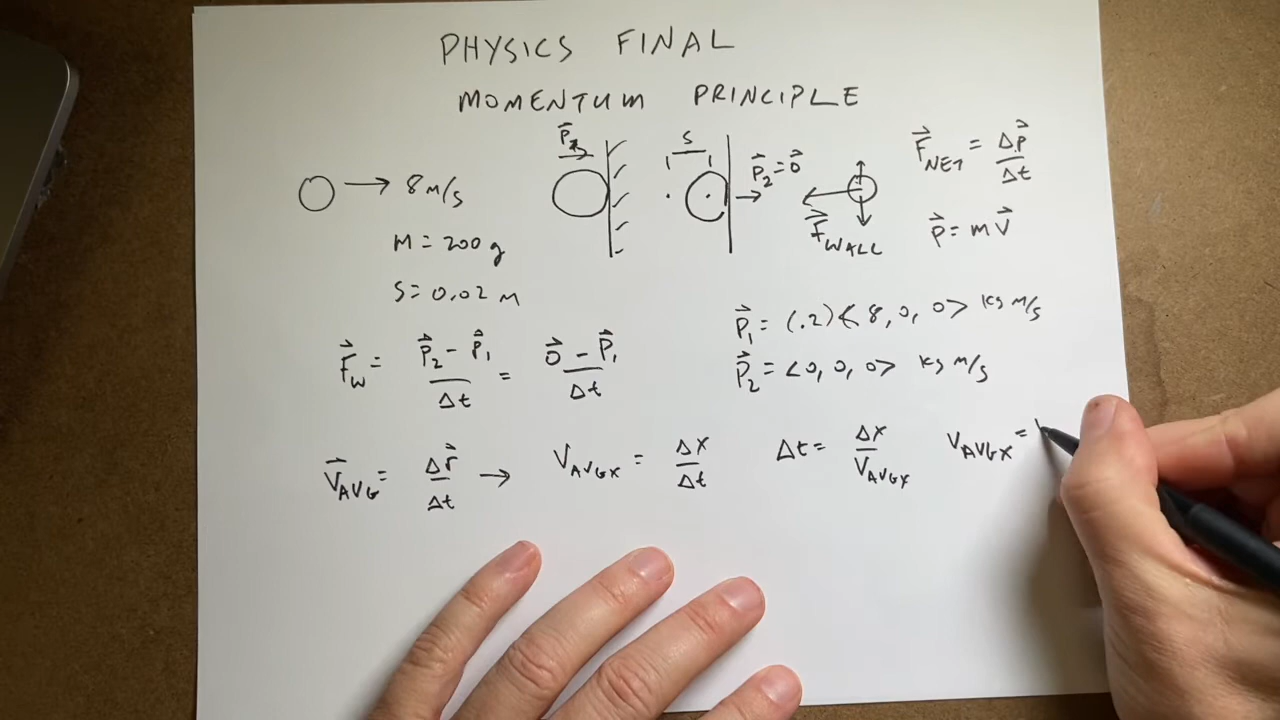 PHYSICS FINAL
MOMENTUM PRINCIPLE
8 M/S
M = 200 g
S = 0.02 M
S
P⃗₂ = 0⃗
F⃗ WALL
F⃗NET = ΔP⃗/Δt
P⃗ = mV⃗
F⃗W = (P⃗₂ − P⃗₁)/Δt = (0⃗ − P⃗₁)/Δt
P⃗₁ = (.2)<8, 0, 0> kg M/S
P⃗₂ = <0, 0, 0> kg M/S
V⃗AVG = Δr⃗/Δt → VAVGX = Δx/Δt
Δt = Δx/VAVGX
VAVGX =